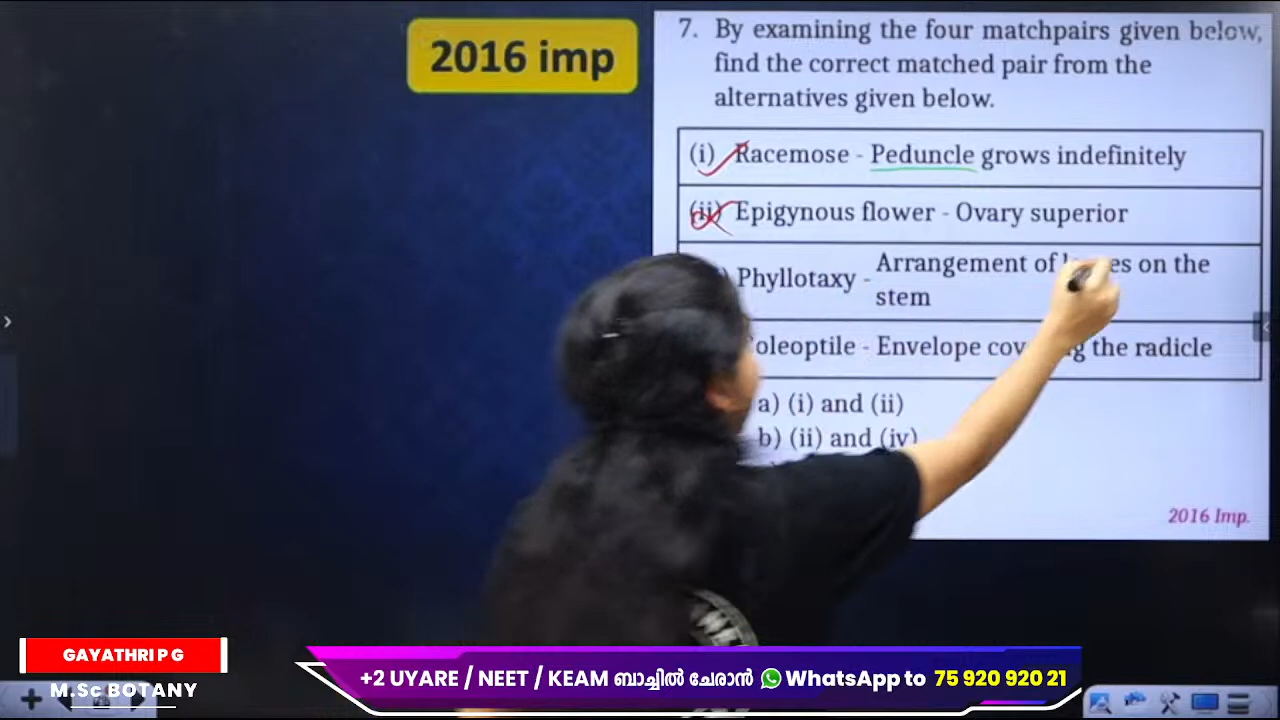 2016 imp
7. By examining the four matchpairs given below,
find the correct matched pair from the
alternatives given below.
(i) Racemose - Peduncle grows indefinitely
(ii) Epigynous flower - Ovary superior
Phyllotaxy - Arrangement of on the
stem
Envelope the radicle
a) (i) and (ii)
b) (ii) and (iv)
2016 Imp.
GAYATHRI P G
M.Sc BOTANY
+2 UYARE / NEET / KEAM ബാച്ചിൽ ചേരാൻ WhatsApp to 75 920 920 21